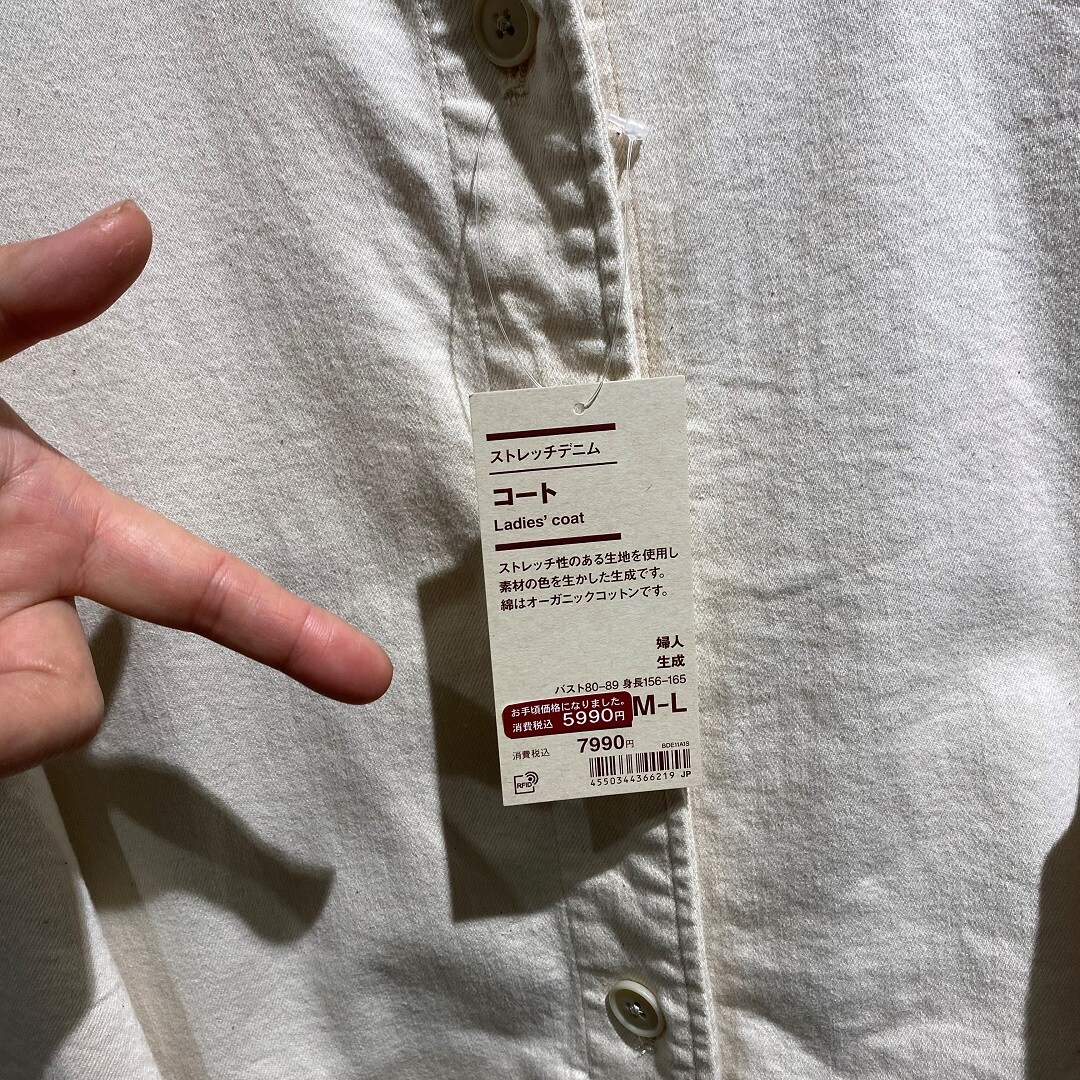 ストレッチデニム
コート
Ladies' coat
ストレッチ性のある生地を使用し
素材の色を生かした生成です。
綿はオーガニックコットンです。
婦人
生成
バスト80–89 身長156–165
お手頃価格になりました。
消費税込 5990円
M-L
消費税込 7990円
BDE11A1S
4550344366219 JP
RFID